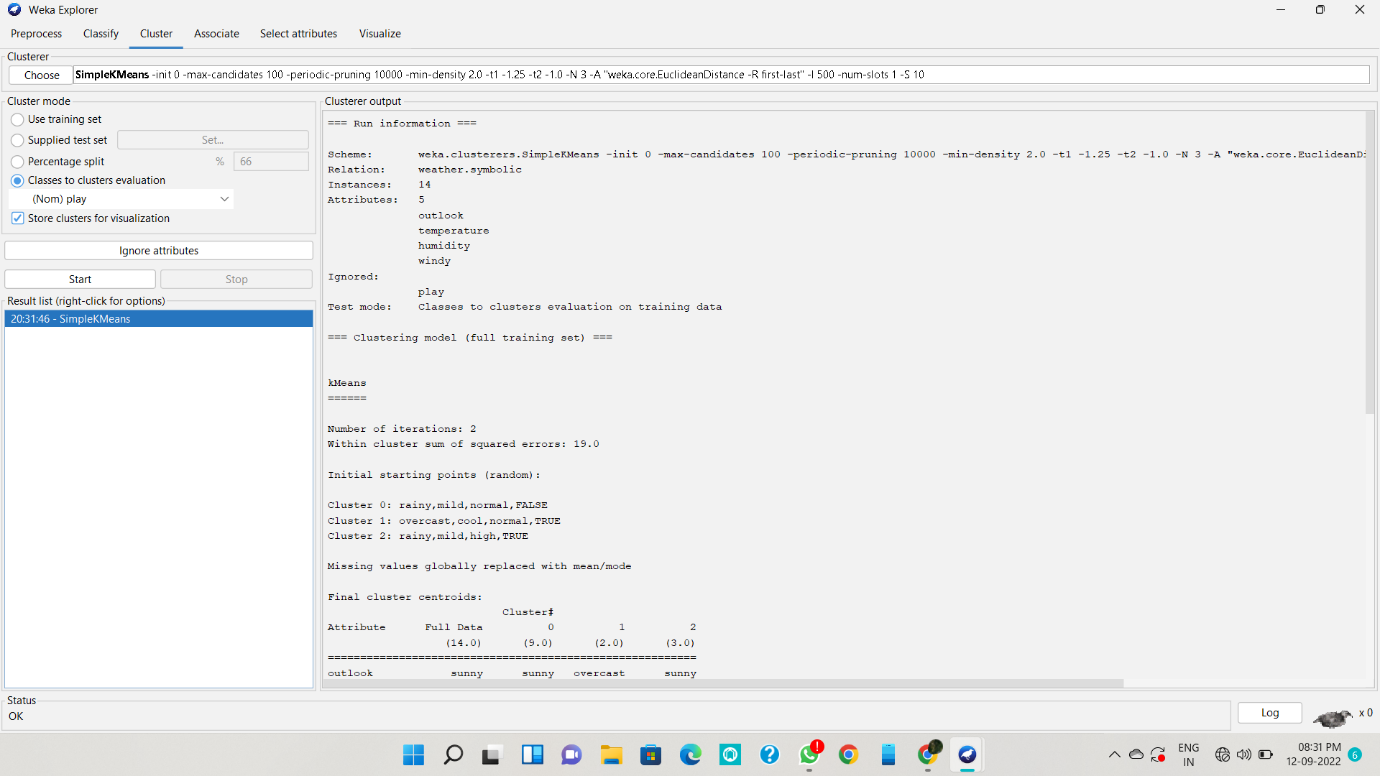 Weka Explorer
Preprocess Classify Cluster Associate Select attributes Visualize
Clusterer
Choose SimpleKMeans -init 0 -max-candidates 100 -periodic-pruning 10000 -min-density 2.0 -t1 -1.25 -t2 -1.0 -N 3 -A "weka.core.EuclideanDistance -R first-last" -I 500 -num-slots 1 -S 10
Cluster mode
Use training set
Supplied test set Set...
Percentage split % 66
Classes to clusters evaluation
(Nom) play
Store clusters for visualization
Ignore attributes
Start Stop
Result list (right-click for options)
20:31:46 - SimpleKMeans
Clusterer output
=== Run information ===
Scheme: weka.clusterers.SimpleKMeans -init 0 -max-candidates 100 -periodic-pruning 10000 -min-density 2.0 -t1 -1.25 -t2 -1.0 -N 3 -A "weka.core.EuclideanDi
Relation: weather.symbolic
Instances: 14
Attributes: 5
outlook
temperature
humidity
windy
Ignored:
play
Test mode: Classes to clusters evaluation on training data
=== Clustering model (full training set) ===
kMeans
======
Number of iterations: 2
Within cluster sum of squared errors: 19.0
Initial starting points (random):
Cluster 0: rainy,mild,normal,FALSE
Cluster 1: overcast,cool,normal,TRUE
Cluster 2: rainy,mild,high,TRUE
Missing values globally replaced with mean/mode
Final cluster centroids:
Cluster#
Attribute Full Data 0 1 2
(14.0) (9.0) (2.0) (3.0)
==========================================================
outlook sunny sunny overcast sunny
Status
OK
Log x 0
ENG
IN
08:31 PM
12-09-2022
6